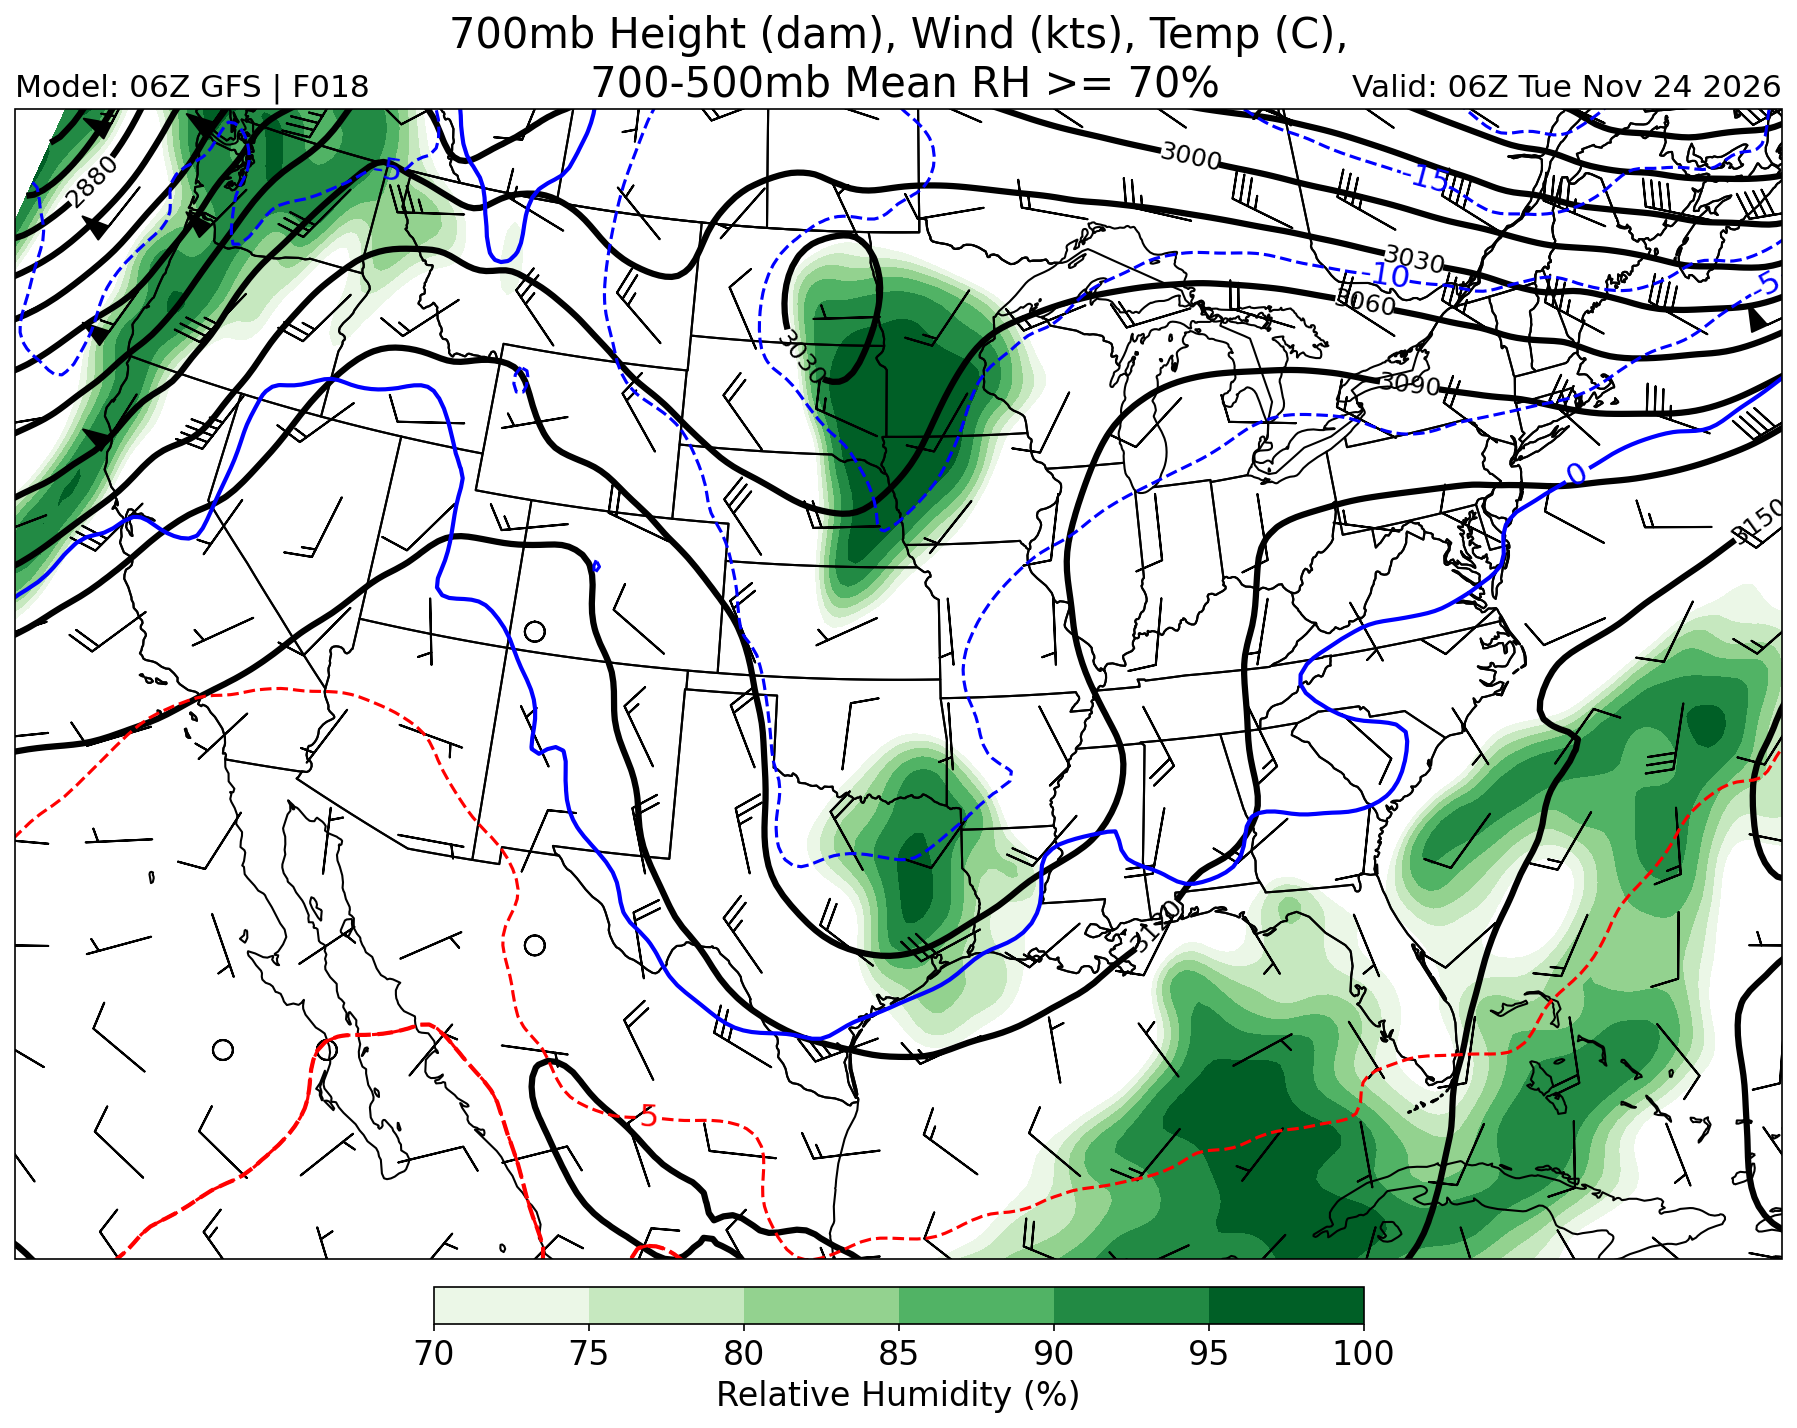 700mb Height (dam), Wind (kts), Temp (C),
Model: 06Z GFS | F018
700-500mb Mean RH >= 70%
Valid: 06Z Tue Nov 24 2026
2880
-5
3000
-15
3030
-10
3060
-5
3030
3090
0
3150
3120
5
70 75 80 85 90 95 100
Relative Humidity (%)